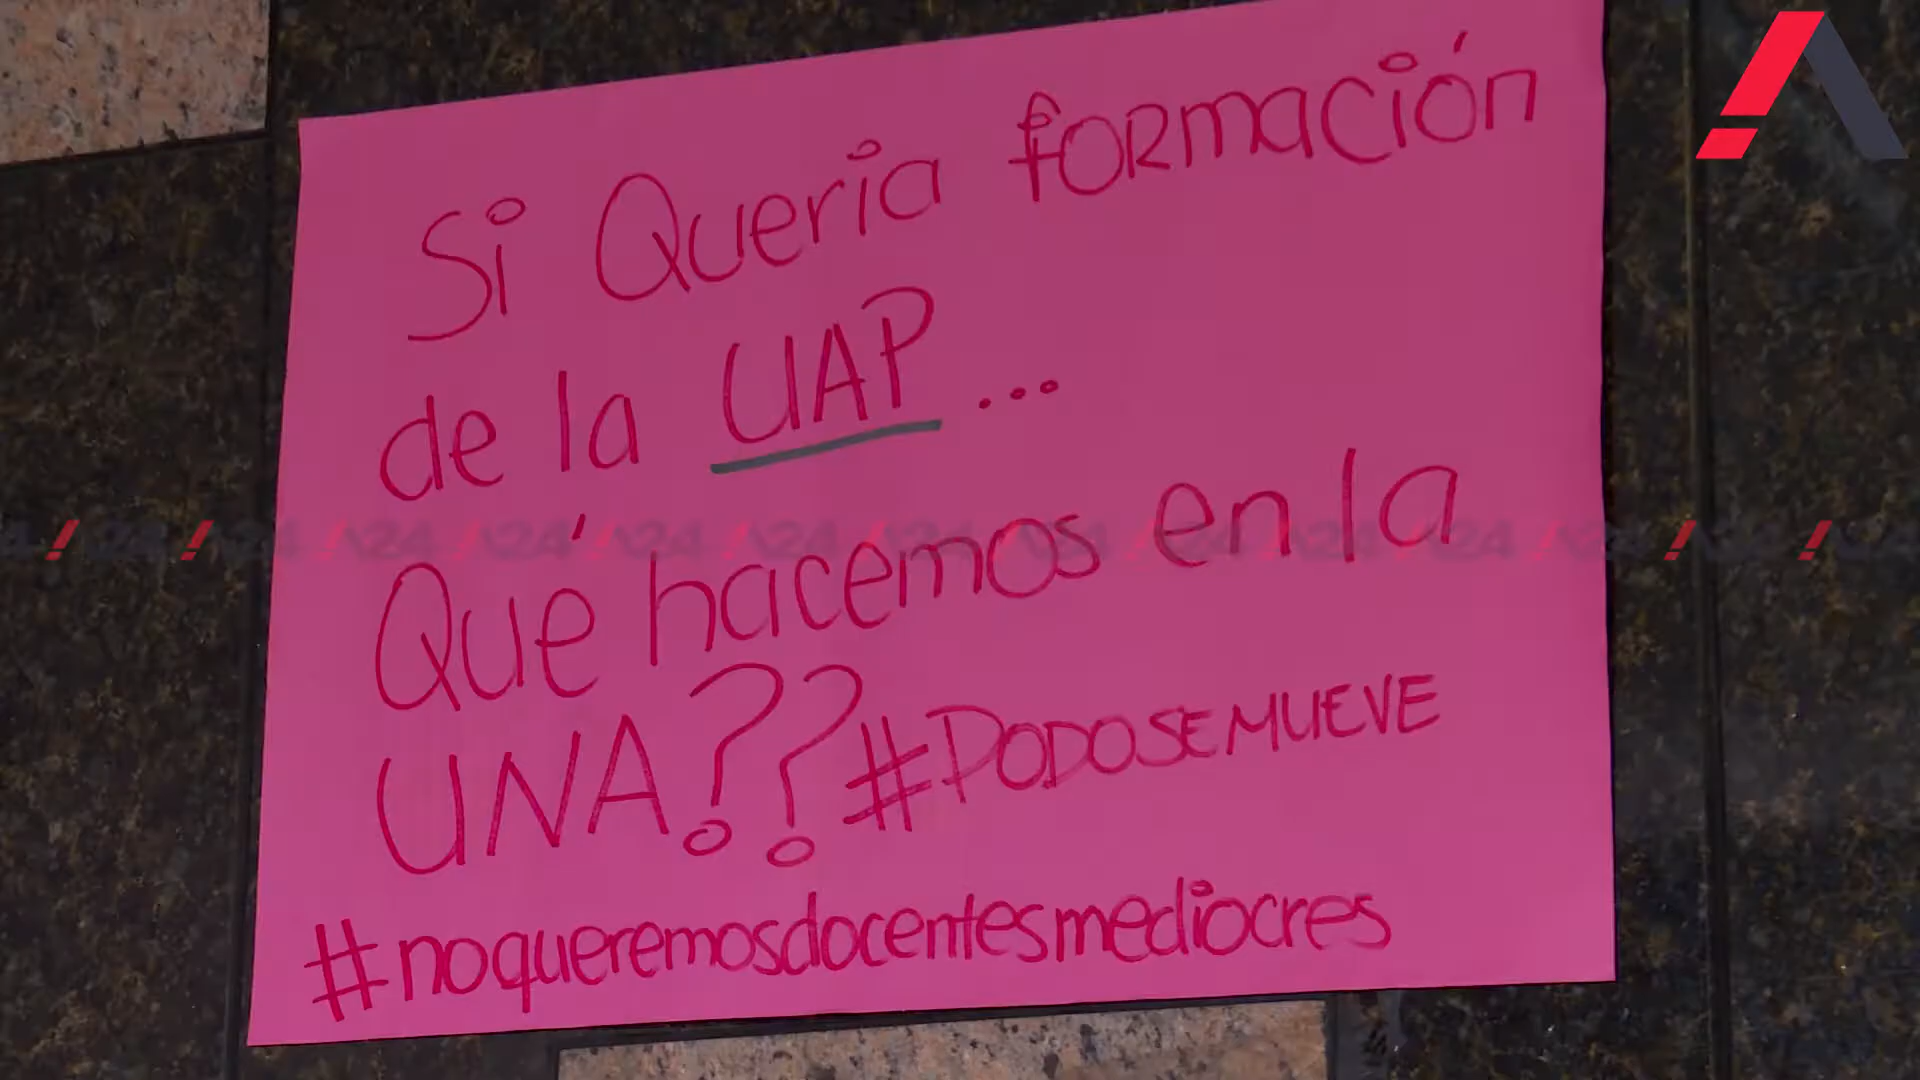 Si Queria formación
de la UAP...
Qué hacemos en la
UNA?? #PODOSEMUEVE
#noqueremosdocentesmediocres